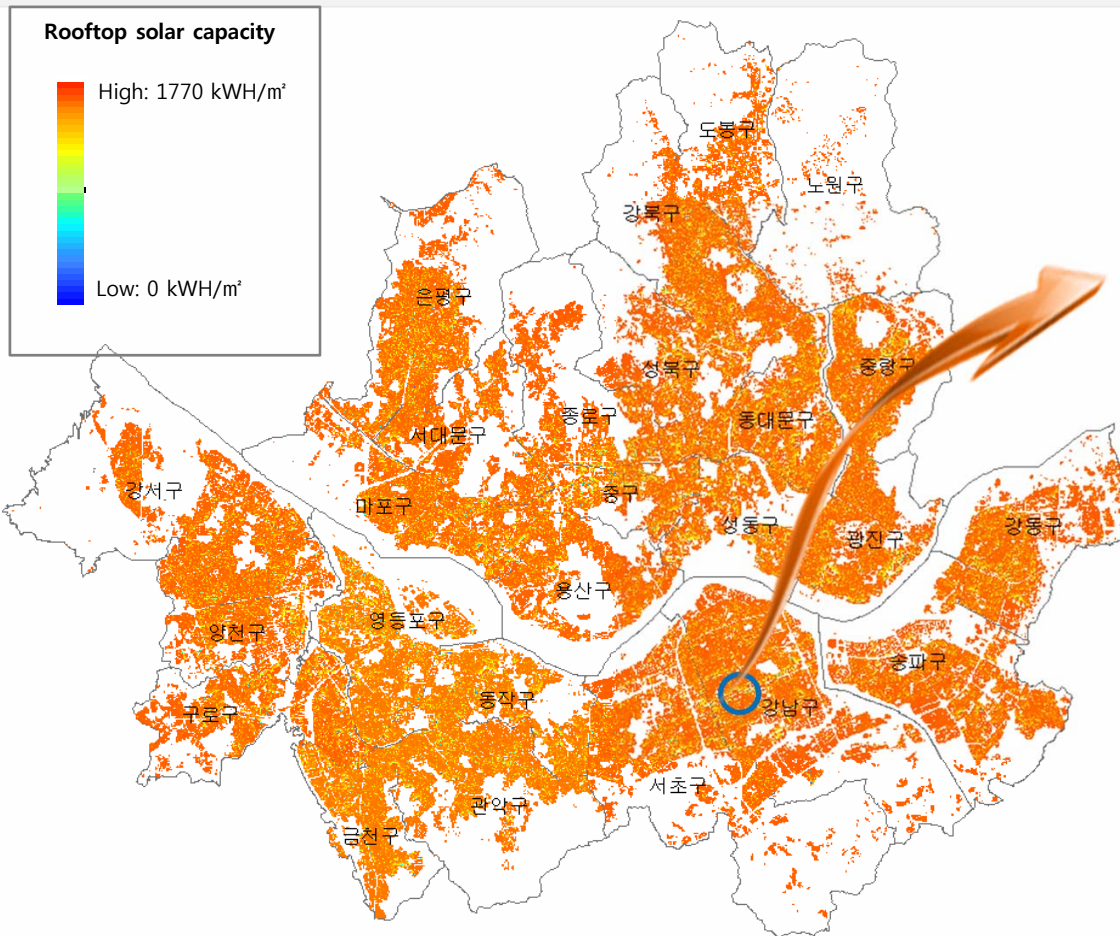 Rooftop solar capacity
High: 1770 kWH/㎡
Low: 0 kWH/㎡
도봉구
노원구
강북구
은평구
성북구
중랑구
종로구
동대문구
서대문구
강서구
중구
마포구
성동구
강동구
광진구
용산구
영등포구
양천구
송파구
동작구
강남구
구로구
서초구
관악구
금천구